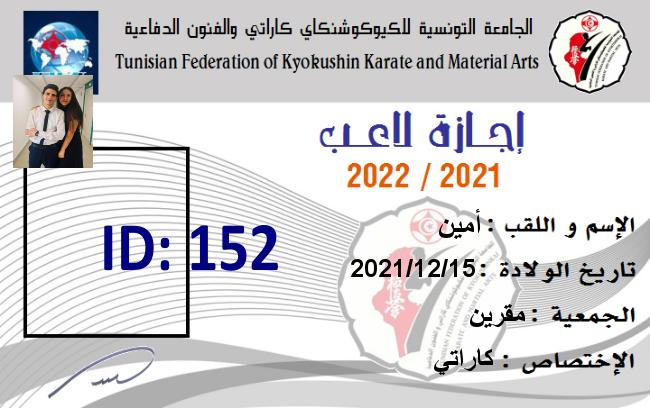 الجامعة التونسية للكيوكوشنكاي كاراتي والفنون الدفاعية
Tunisian Federation of Kyokushin Karate and Material Arts
إجازة لاعب
2022 / 2021
ID: 152
الإسم و اللقب : أمين
تاريخ الولادة : 2021/12/15
الجمعية : مقرين
الإختصاص : كاراتي